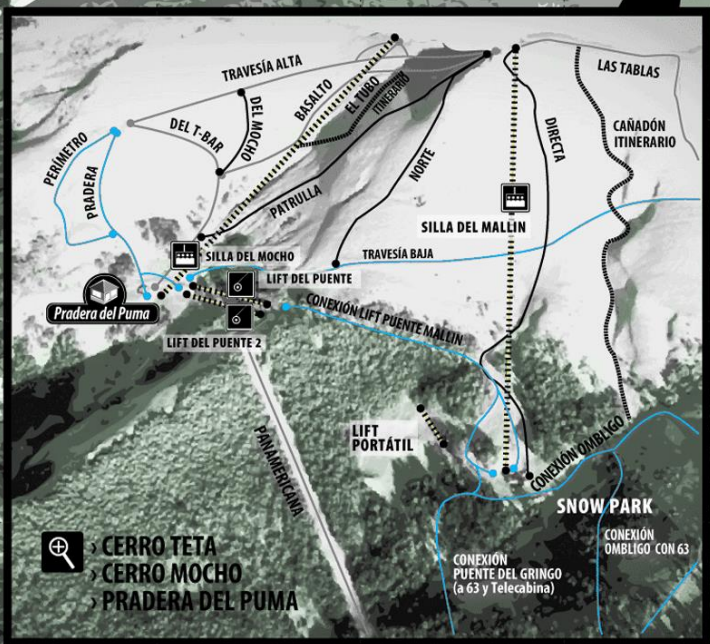 TRAVESÍA ALTA
BASALTO
EL TUBO
ITINERARIO
LAS TABLAS
DEL MOCHO
DEL T-BAR
PERÍMETRO
PRADERA
PATRULLA
NORTE
DIRECTA
CAÑADÓN
ITINERARIO
SILLA DEL MALLIN
SILLA DEL MOCHO
TRAVESÍA BAJA
LIFT DEL PUENTE
Pradera del Puma
CONEXIÓN LIFT PUENTE MALLIN
LIFT DEL PUENTE 2
PANAMERICANA
LIFT
PORTÁTIL
CONEXIÓN OMBLIGO
SNOW PARK
CONEXIÓN
OMBLIGO CON 63
CONEXIÓN
PUENTE DEL GRINGO
(a 63 y Telecabina)
› CERRO TETA
› CERRO MOCHO
› PRADERA DEL PUMA